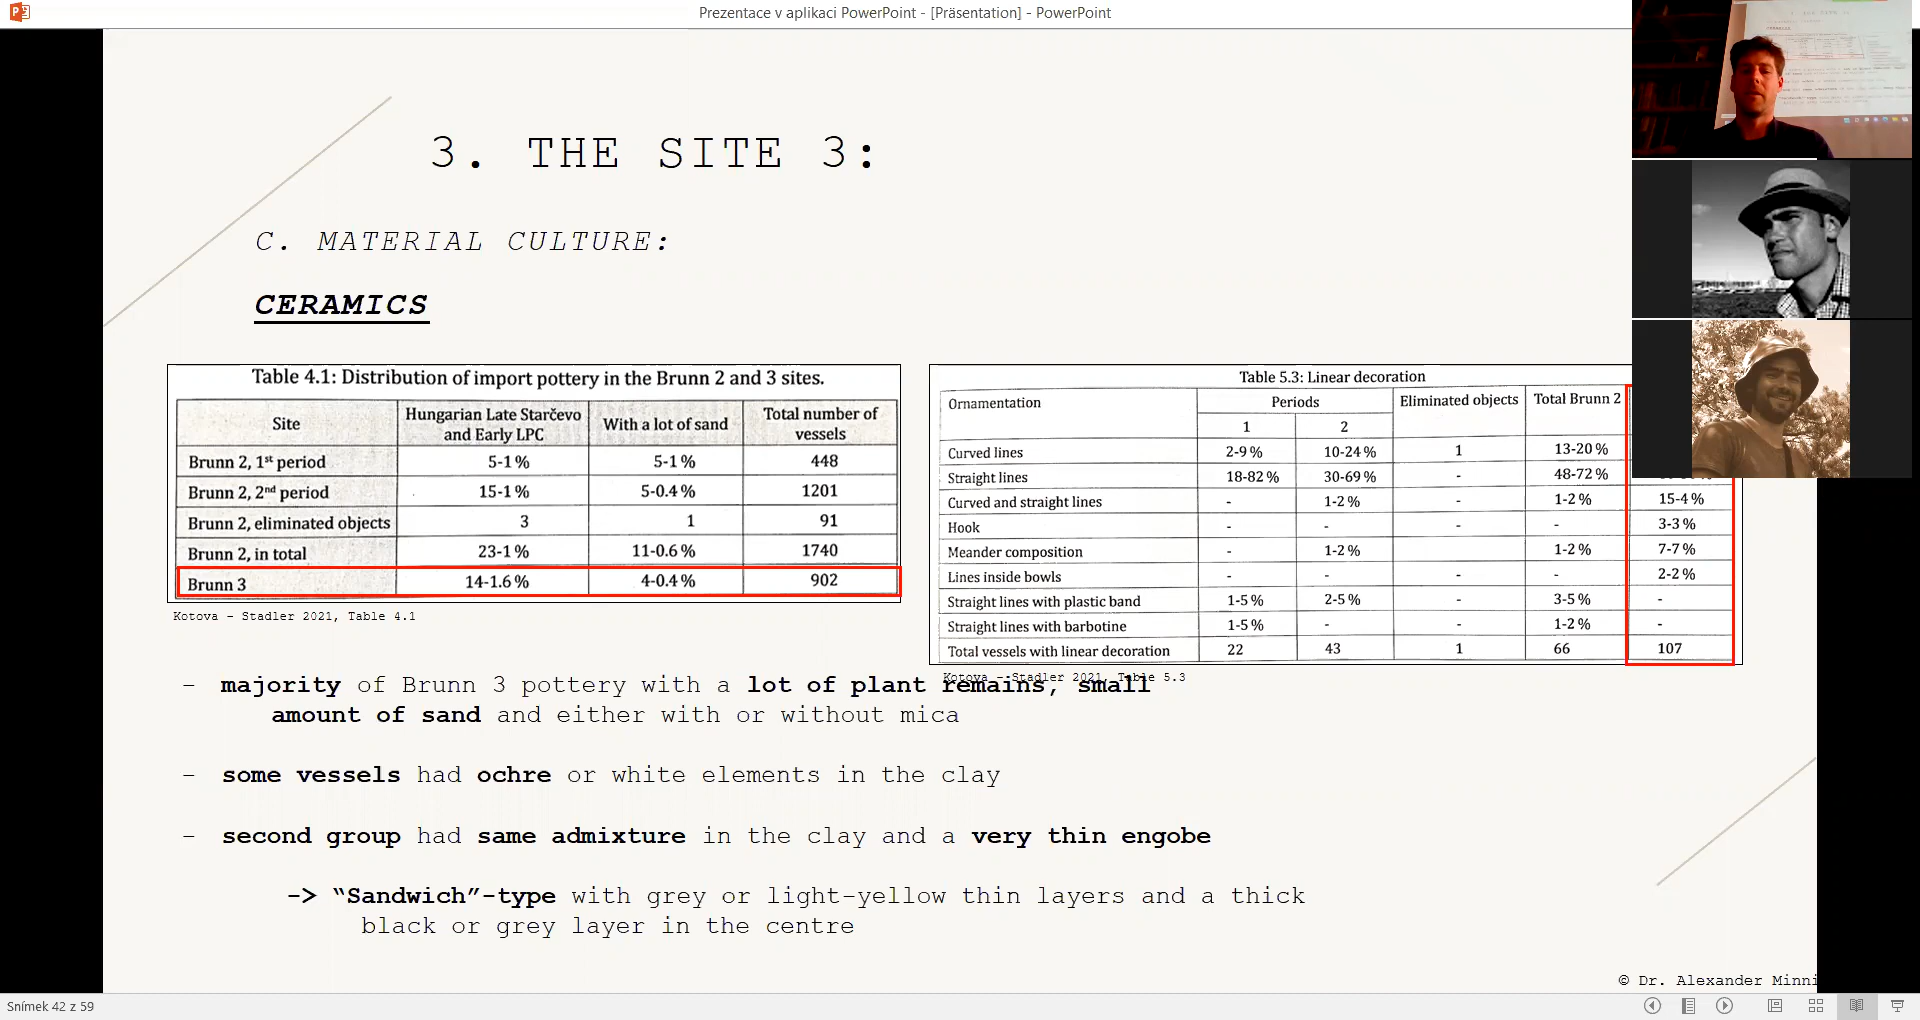 Prezentace v aplikaci PowerPoint - [Präsentation] - PowerPoint
3. THE SITE 3:
C. MATERIAL CULTURE:
CERAMICS
Table 4.1: Distribution of import pottery in the Brunn 2 and 3 sites.
Site | Hungarian Late Starčevo and Early LPC | With a lot of sand | Total number of vessels
Brunn 2, 1st period | 5-1 % | 5-1 % | 448
Brunn 2, 2nd period | 15-1 % | 5-0.4 % | 1201
Brunn 2, eliminated objects | 3 | 1 | 91
Brunn 2, in total | 23-1 % | 11-0.6 % | 1740
Brunn 3 | 14-1.6 % | 4-0.4 % | 902
Kotova – Stadler 2021, Table 4.1
Table 5.3: Linear decoration
Ornamentation | Periods | Eliminated objects | Total Brunn 2
1 | 2
Curved lines | 2-9 % | 10-24 % | 1 | 13-20 %
Straight lines | 18-82 % | 30-69 % | - | 48-72 %
Curved and straight lines | - | 1-2 % | - | 1-2 % | 15-4 %
Hook | - | - | - | - | 3-3 %
Meander composition | - | 1-2 % | - | 1-2 % | 7-7 %
Lines inside bowls | - | - | - | - | 2-2 %
Straight lines with plastic band | 1-5 % | 2-5 % | - | 3-5 % | -
Straight lines with barbotine | 1-5 % | - | - | 1-2 % | -
Total vessels with linear decoration | 22 | 43 | 1 | 66 | 107
Kotova – Stadler 2021, Table 5.3
- majority of Brunn 3 pottery with a lot of plant remains, small
amount of sand and either with or without mica
- some vessels had ochre or white elements in the clay
- second group had same admixture in the clay and a very thin engobe
-> “Sandwich”-type with grey or light-yellow thin layers and a thick
black or grey layer in the centre
© Dr. Alexander Minni
Snímek 42 z 59